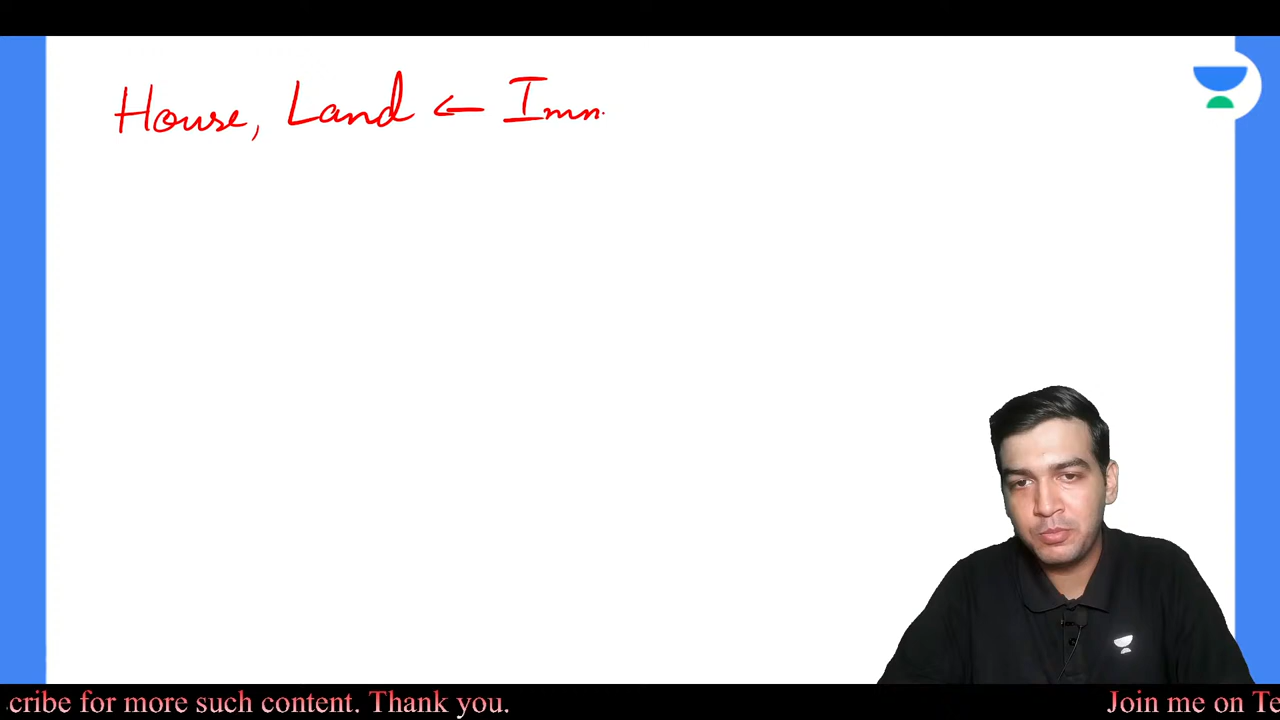 House, Land ← Imm
cribe for more such content. Thank you.
Join me on Te